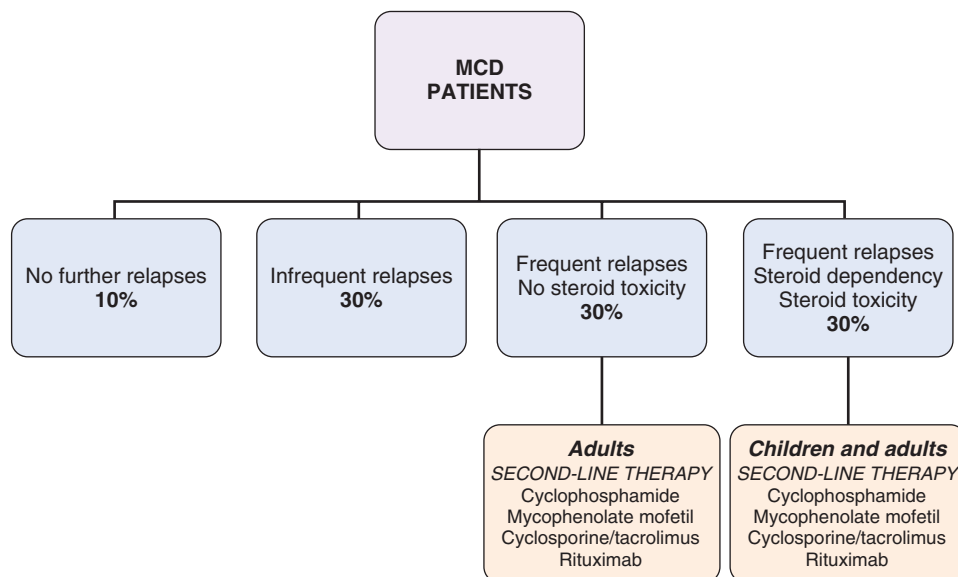 MCD
PATIENTS
No further relapses
10%
Infrequent relapses
30%
Frequent relapses
No steroid toxicity
30%
Frequent relapses
Steroid dependency
Steroid toxicity
30%
Adults
SECOND-LINE THERAPY
Cyclophosphamide
Mycophenolate mofetil
Cyclosporine/tacrolimus
Rituximab
Children and adults
SECOND-LINE THERAPY
Cyclophosphamide
Mycophenolate mofetil
Cyclosporine/tacrolimus
Rituximab